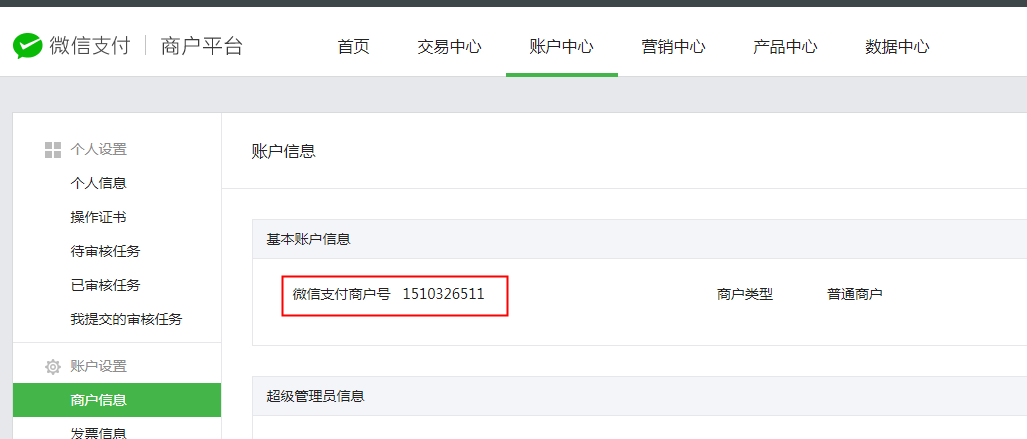 微信支付 | 商户平台 首页 交易中心 账户中心 营销中心 产品中心 数据中心
个人设置
个人信息
操作证书
待审核任务
已审核任务
我提交的审核任务
账户设置
商户信息
发票信息
账户信息
基本账户信息
微信支付商户号 1510326511 商户类型 普通商户
超级管理员信息